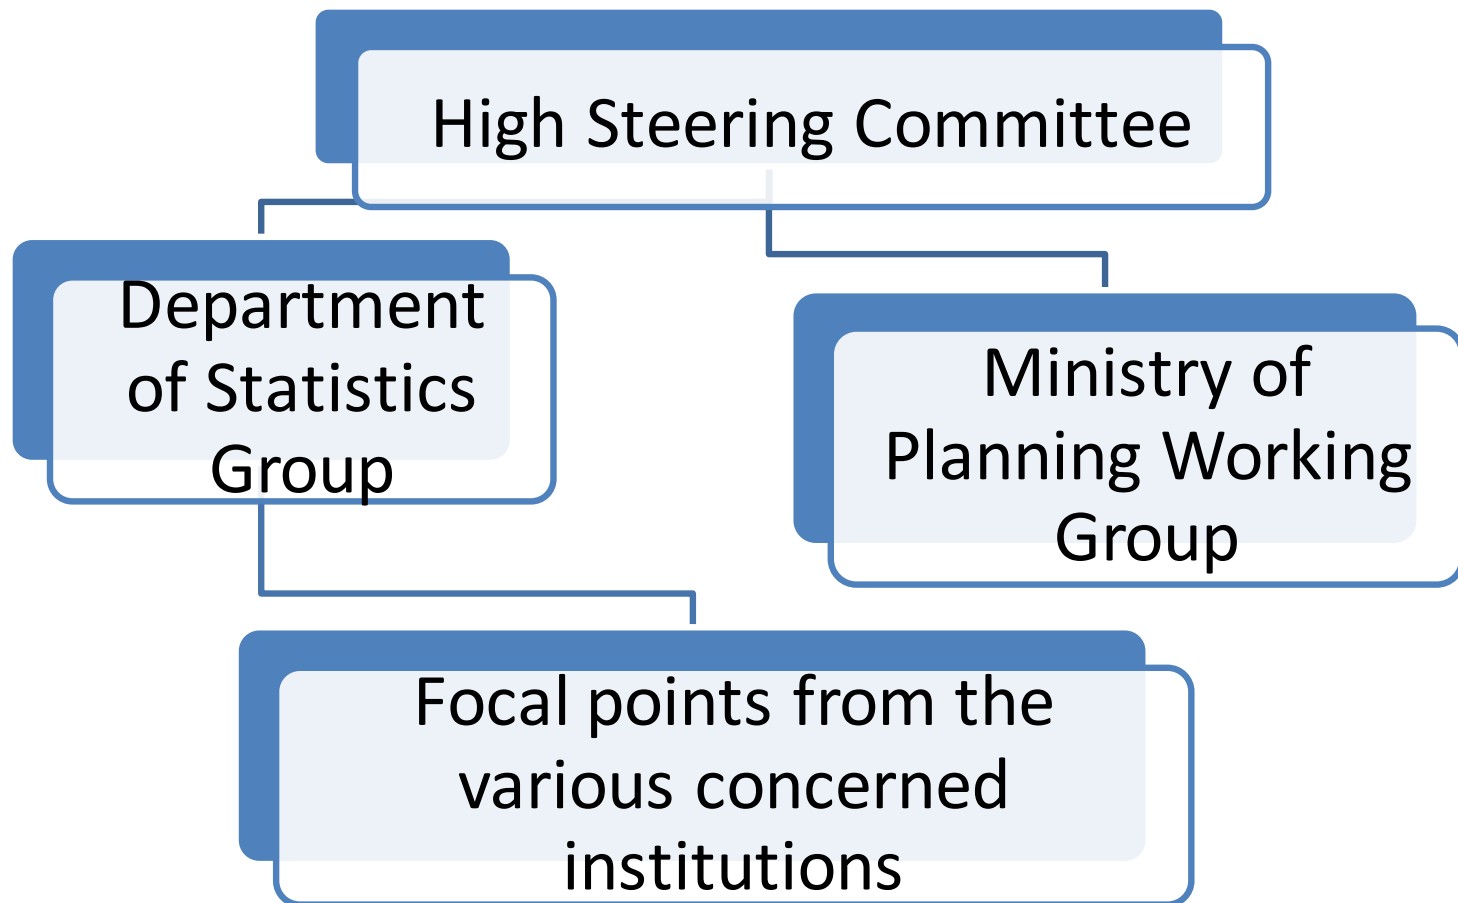 High Steering Committee
Department
of Statistics
Group
Ministry of
Planning Working
Group
Focal points from the
various concerned
institutions